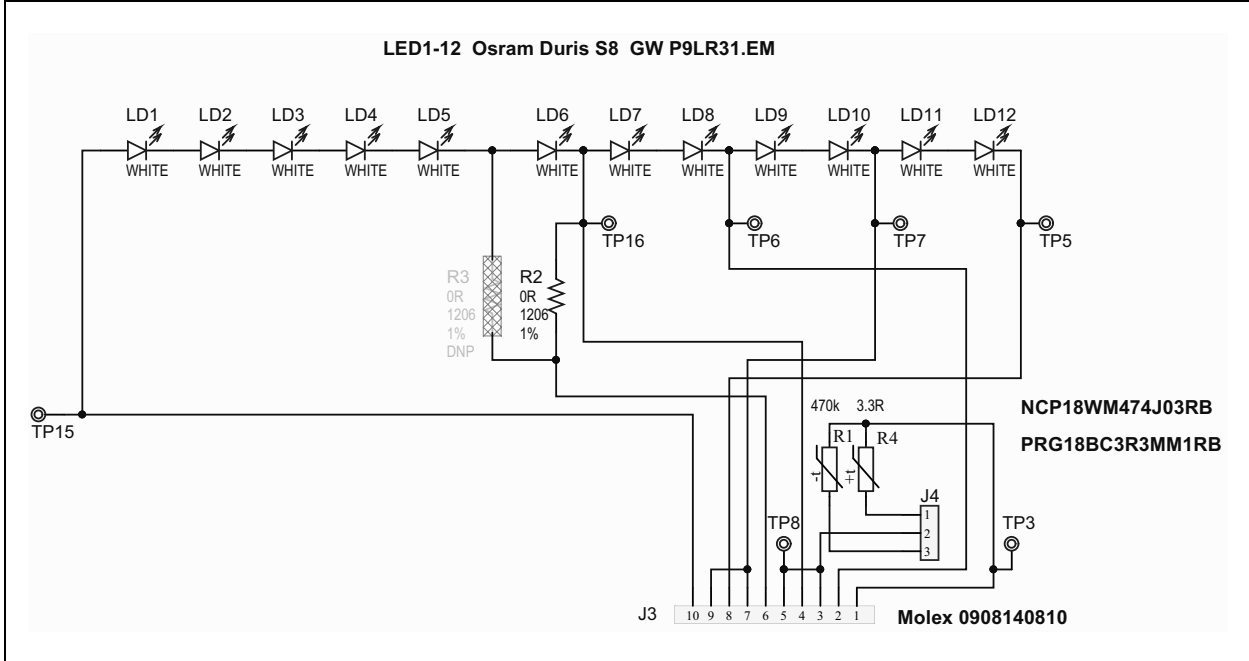 LED1-12 Osram Duris S8 GW P9LR31.EM
LD1 LD2 LD3 LD4 LD5 LD6 LD7 LD8 LD9 LD10 LD11 LD12
WHITE WHITE WHITE WHITE WHITE WHITE WHITE WHITE WHITE WHITE WHITE WHITE
TP16 TP6 TP7 TP5
R3 R2
0R 0R
1206 1206
1% 1%
DNP
470k 3.3R
NCP18WM474J03RB
TP15
R1 R4
PRG18BC3R3MM1RB
-t +t
J4
1
TP8 TP3
2
3
J3 10 9 8 7 6 5 4 3 2 1 Molex 0908140810